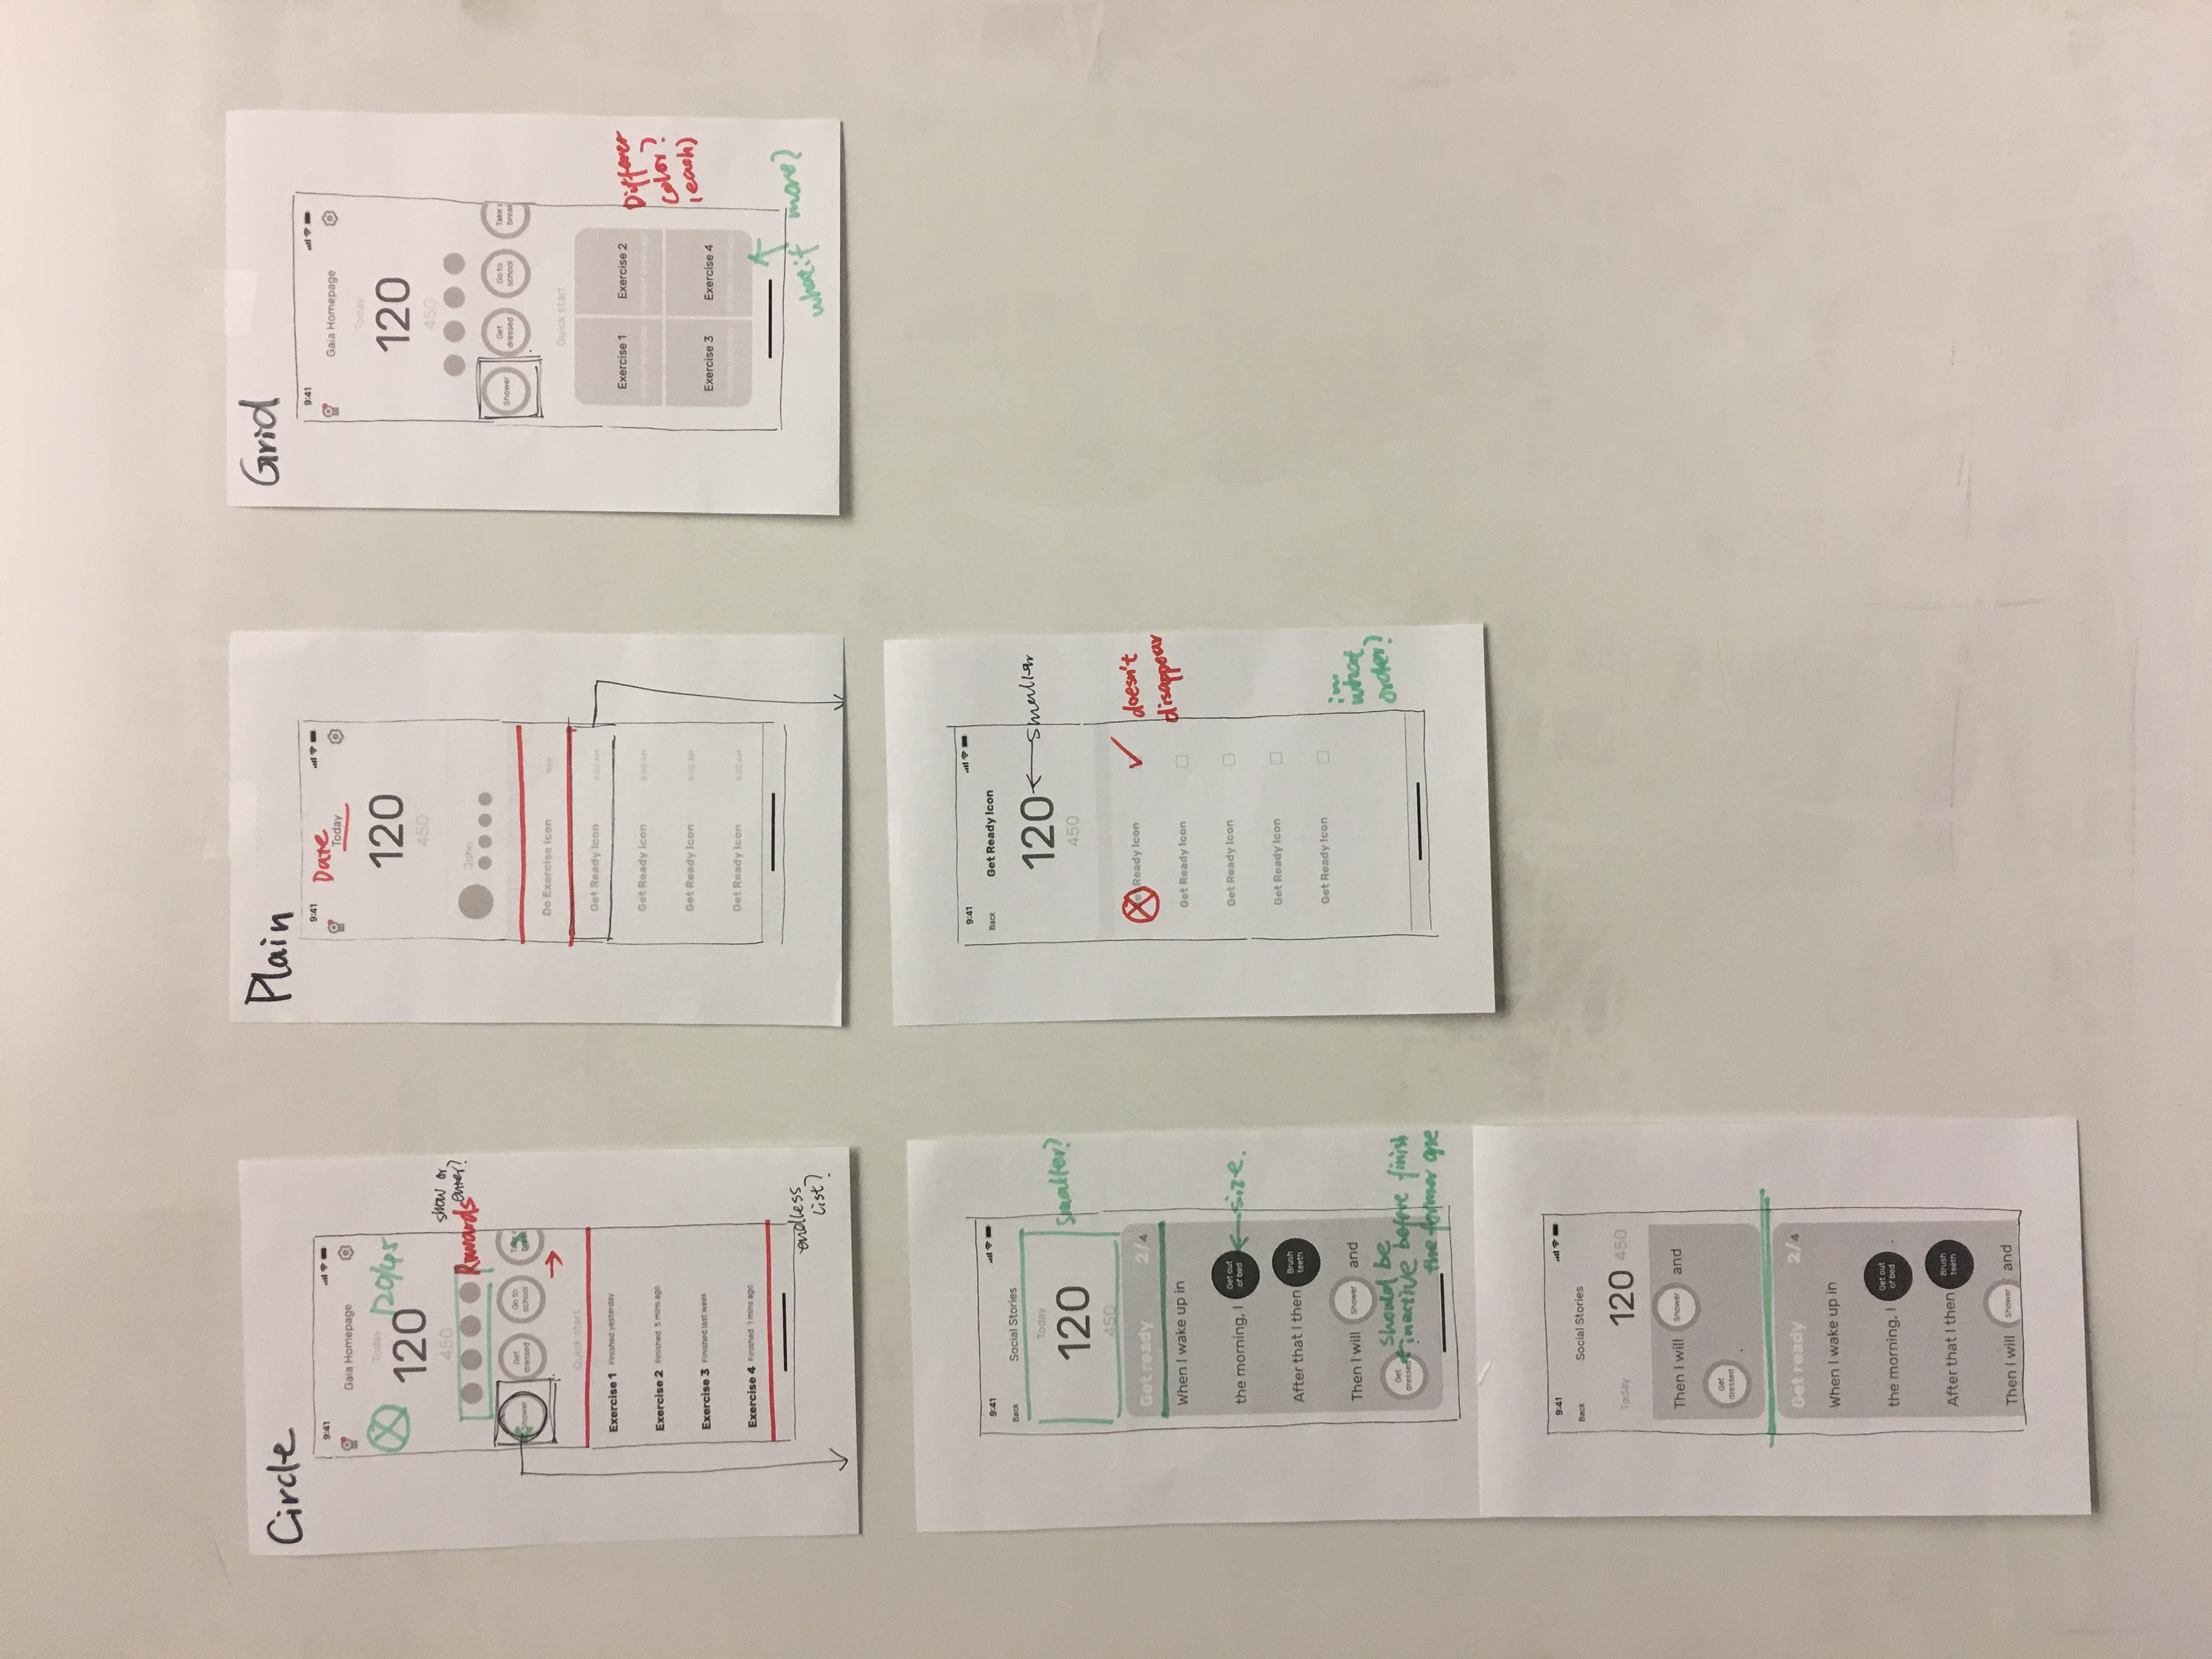 Circle
9:41
Gaia Homepage
Today
120/45
120
450
show or
enter?
Rewards
Shower
Get
dressed
Go to
school
Take
break
Quick start
Exercise 1 Finished yesterday
Exercise 2 Finished 5 mins ago
Exercise 3 Finished last week
Exercise 4 Finished 1 mins ago
endless
list?
Plain
9:41
Date
Today
120
450
John
Do Exercise Icon Now
Get Ready Icon 8:00 AM
Get Ready Icon 8:00 AM
Get Ready Icon 8:00 AM
Get Ready Icon 8:00 AM
Grid
9:41
Gaia Homepage
Today
120
450
Shower
Get
dressed
Go to
school
Take
break
Quick start
Exercise 1
Exercise 2
Exercise 3
Exercise 4
Differer
color?
(each)
what if more?
9:41
Back Social Stories
Today
120
450
Smaller?
Get ready 2/4
When I wake up in
the morning, I Get out
of bed
size.
After that I then Brush
teeth
Then I will Shower and
Get
dressed
should be
inactive before finish
the former one
9:41
Back Get Ready Icon
120
smaller
450
Ready Icon
doesn't
disappear
Get Ready Icon
Get Ready Icon
Get Ready Icon
Get Ready Icon
in
what
order?
9:41
Back Social Stories
Today 120 450
Then I will Shower and
Get
dressed
Get ready 2/4
When I wake up in
the morning, I Get out
of bed
After that I then Brush
teeth
Then I will Shower and